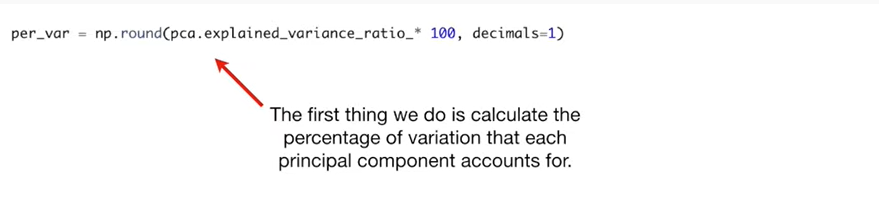 per_var = np.round(pca.explained_variance_ratio_* 100, decimals=1)
The first thing we do is calculate the
percentage of variation that each
principal component accounts for.